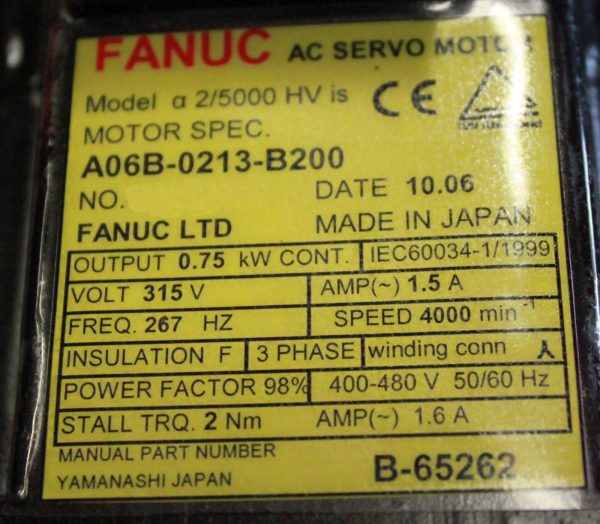 FANUC AC SERVO MOTOR
Model α 2/5000 HV is
CE
MOTOR SPEC.
A06B-0213-B200
NO. DATE 10.06
FANUC LTD MADE IN JAPAN
OUTPUT 0.75 kW CONT. IEC60034-1/1999
VOLT 315 V AMP(~) 1.5 A
FREQ. 267 HZ SPEED 4000 min⁻¹
INSULATION F 3 PHASE winding conn
POWER FACTOR 98% 400-480 V 50/60 Hz
STALL TRQ. 2 Nm AMP(~) 1.6 A
MANUAL PART NUMBER
YAMANASHI JAPAN B-65262